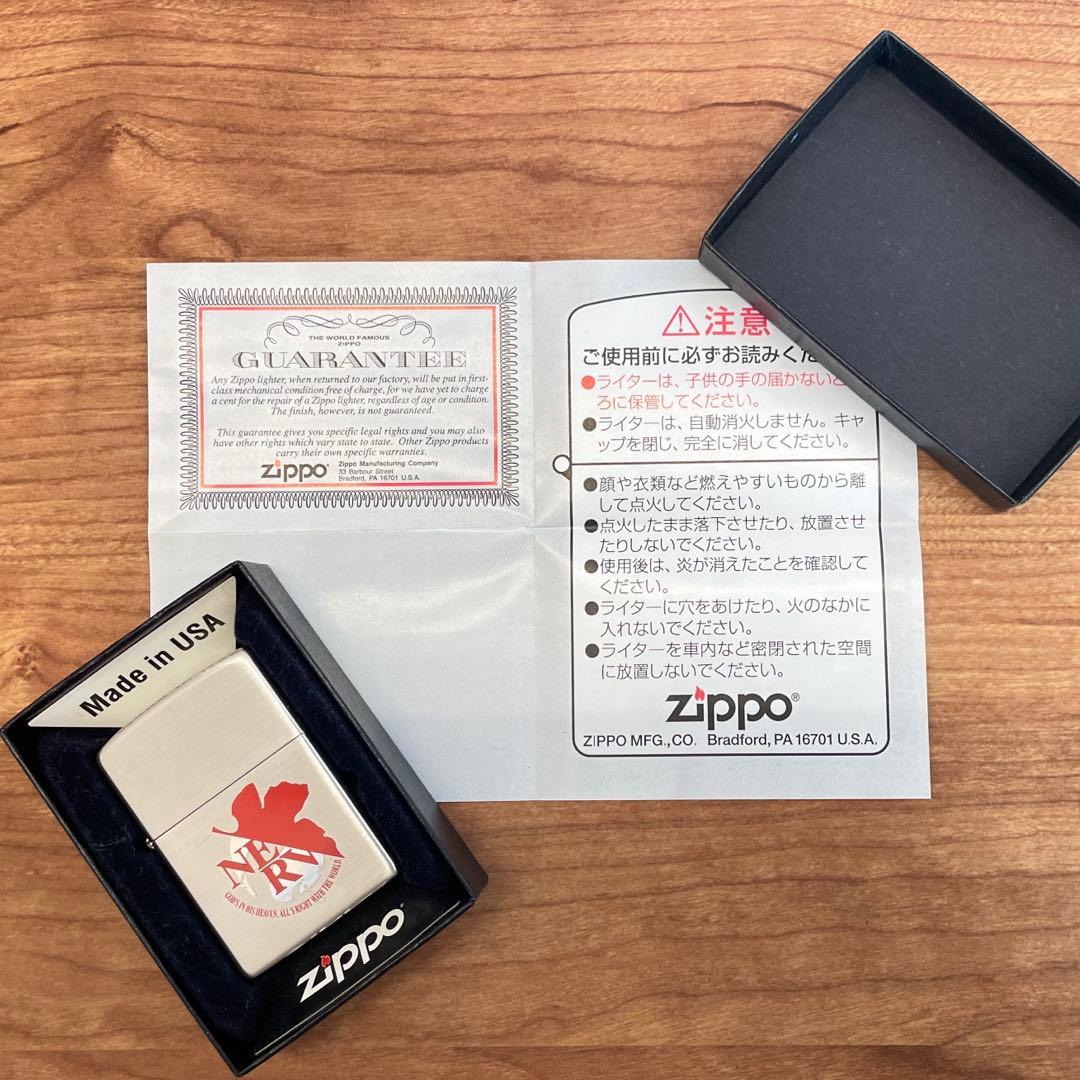 THE WORLD FAMOUS
ZIPPO
GUARANTEE
Any Zippo lighter, when returned to our factory, will be put in first-
class mechanical condition free of charge, for we have yet to charge
a cent for the repair of a Zippo lighter, regardless of age or condition.
The finish, however, is not guaranteed.
This guarantee gives you specific legal rights and you may also
have other rights which vary state to state. Other Zippo products
carry their own specific warranties.
Zippo
Zippo Manufacturing Company
33 Barbour Street
Bradford, PA 16701 U.S.A.
⚠注意
ご使用前に必ずお読みくだ
●ライターは、子供の手の届かないと
ろに保管してください。
●ライターは、自動消火しません。キャ
ップを閉じ、完全に消してください。
●顔や衣類など燃えやすいものから離
して点火してください。
●点火したまま落下させたり、放置させ
たりしないでください。
●使用後は、炎が消えたことを確認して
ください。
●ライターに穴をあけたり、火のなかに
入れないでください。
●ライターを車内など密閉された空間
に放置しないでください。
Zippo®
ZIPPO MFG.,CO. Bradford, PA 16701 U.S.A.
Made in USA
NE
RV
GOD'S IN HIS HEAVEN. ALL'S RIGHT WITH THE WORLD.
Zippo